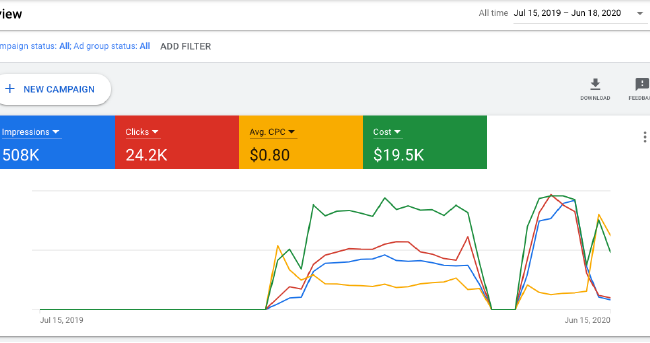 view
All time Jul 15, 2019 – Jun 18, 2020
mpaign status: All; Ad group status: All ADD FILTER
+ NEW CAMPAIGN
DOWNLOAD FEEDBA
Impressions Clicks Avg. CPC Cost
508K 24.2K $0.80 $19.5K
Jul 15, 2019 Jun 15, 2020